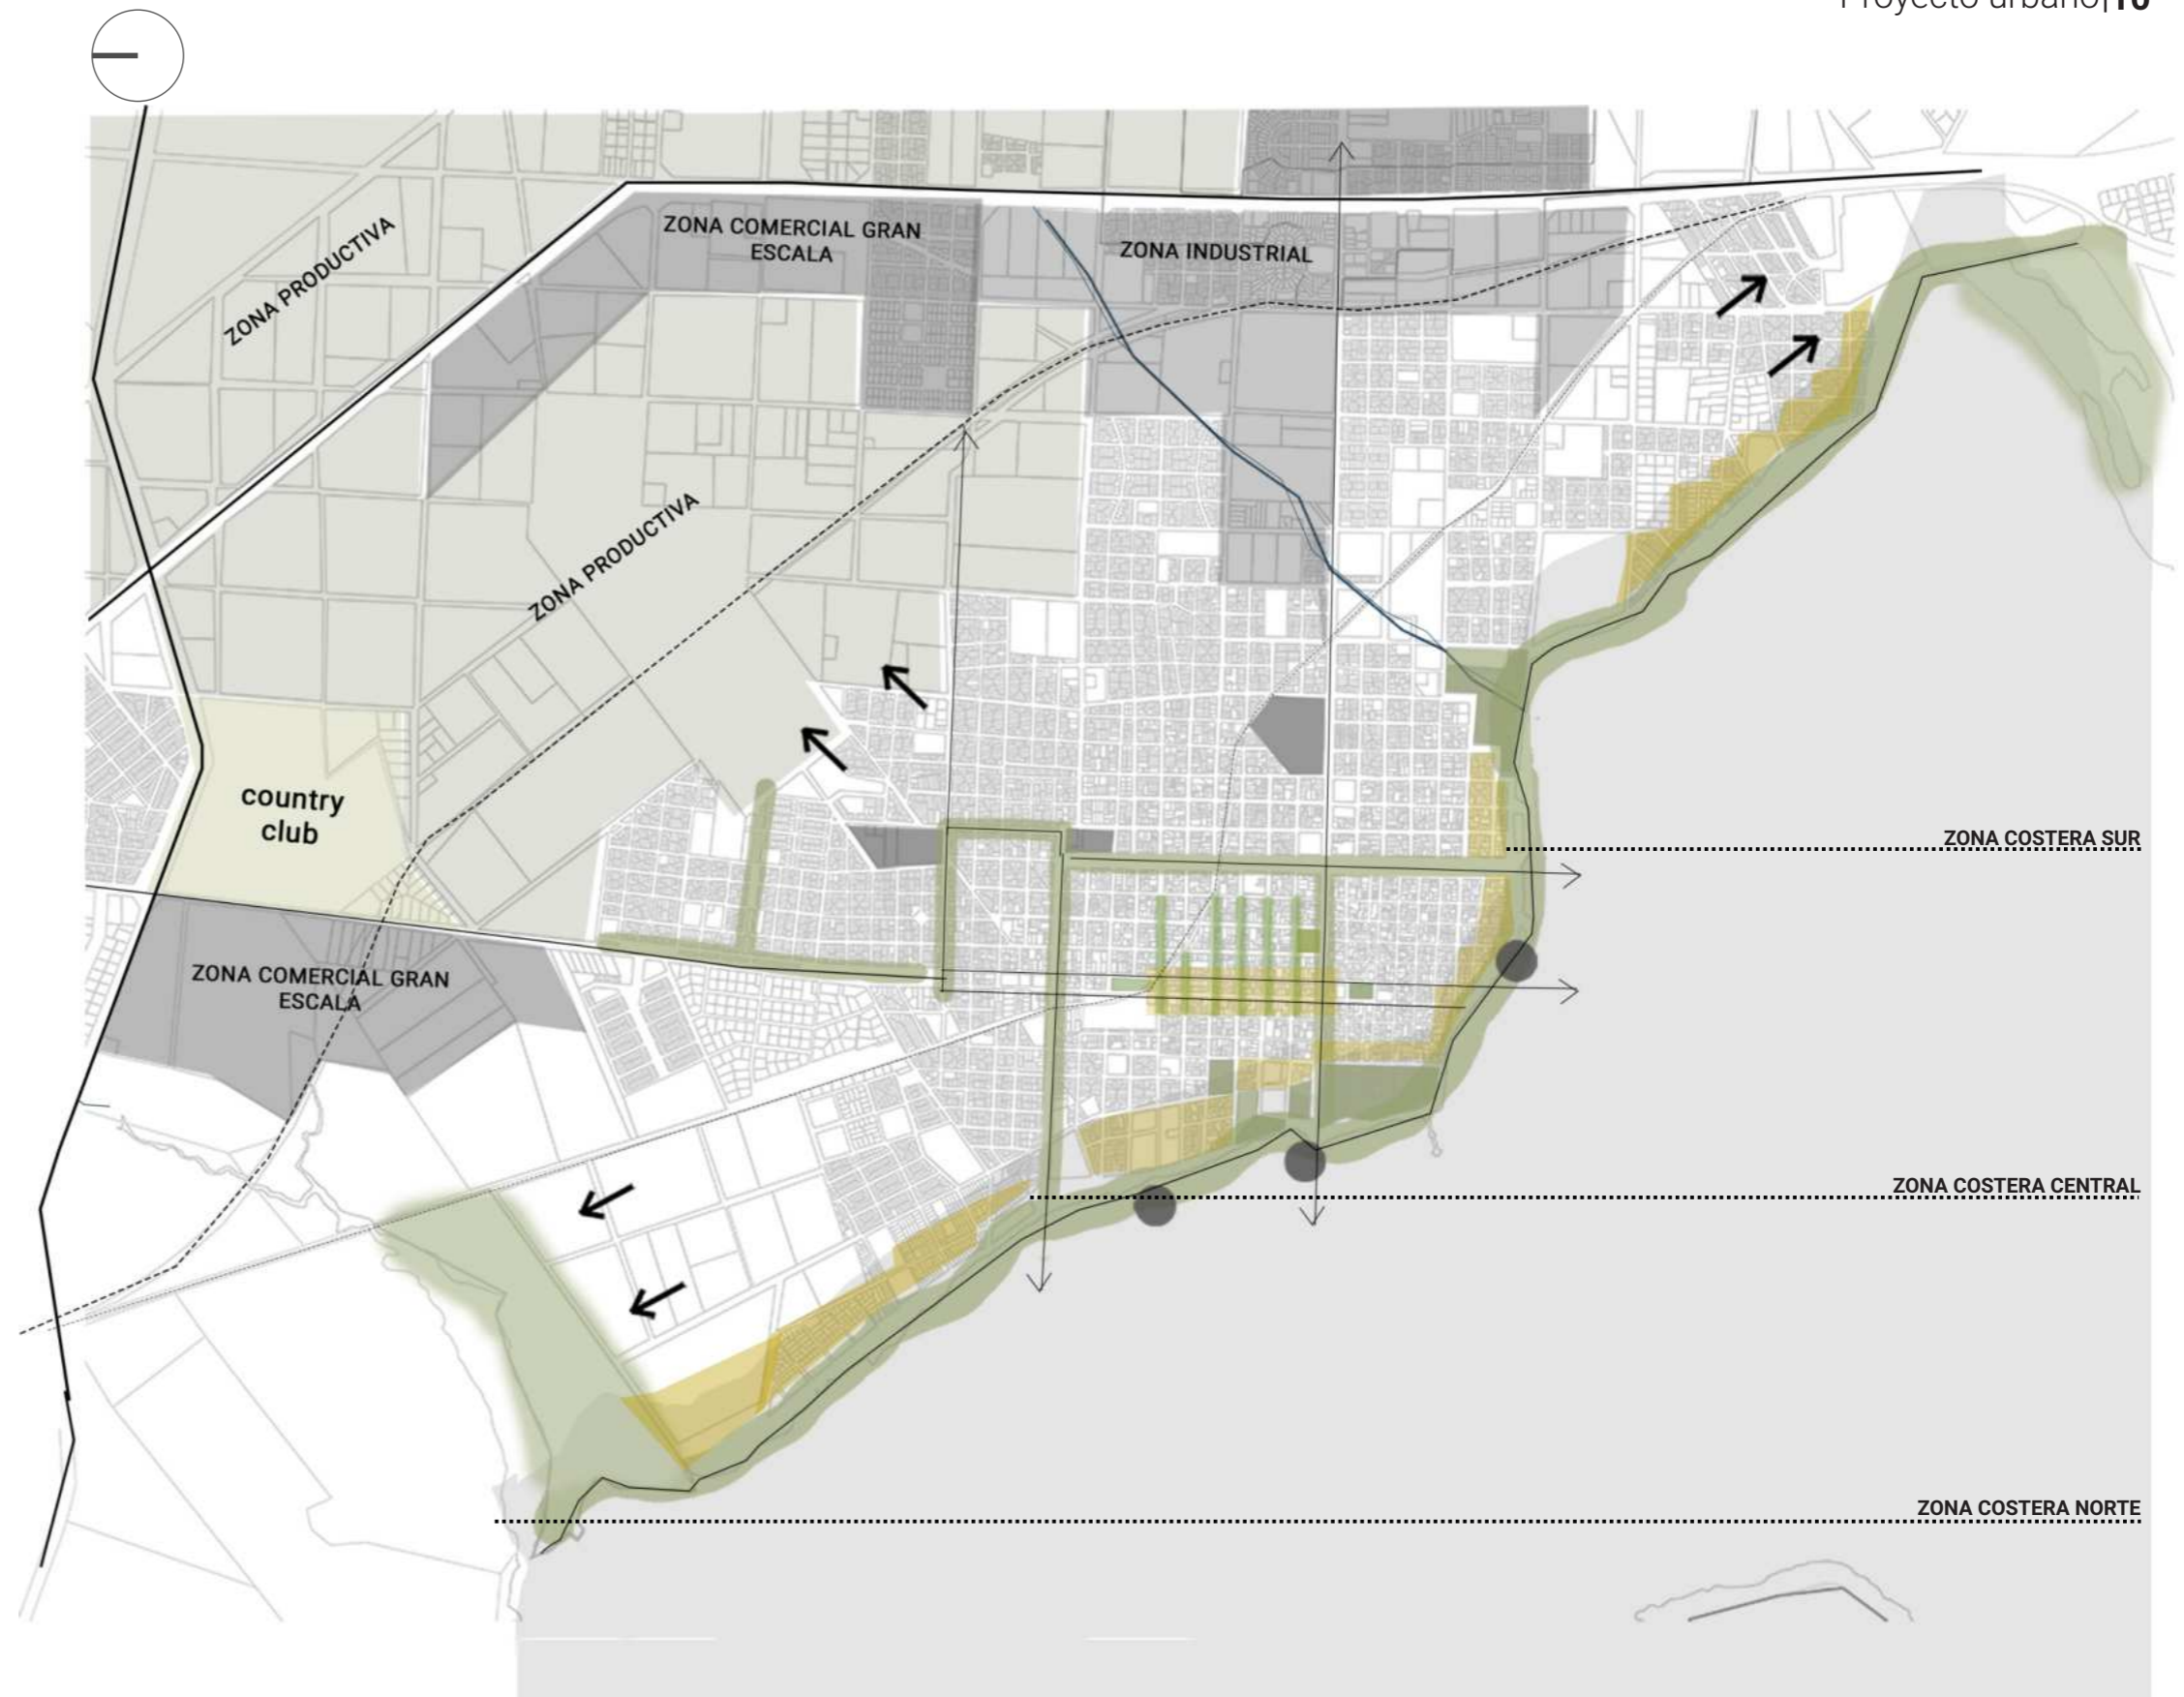 Proyecto urbano|10
ZONA PRODUCTIVA
ZONA COMERCIAL GRAN
ESCALA
ZONA INDUSTRIAL
ZONA PRODUCTIVA
country
club
ZONA COSTERA SUR
ZONA COMERCIAL GRAN
ESCALA
ZONA COSTERA CENTRAL
ZONA COSTERA NORTE